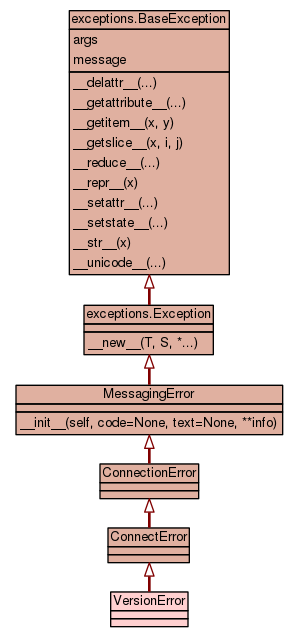 exceptions.BaseException
args
message
__delattr__(...)
__getattribute__(...)
__getitem__(x, y)
__getslice__(x, i, j)
__reduce__(...)
__repr__(x)
__setattr__(...)
__setstate__(...)
__str__(x)
__unicode__(...)
exceptions.Exception
__new__(T, S, *...)
MessagingError
__init__(self, code=None, text=None, **info)
ConnectionError
ConnectError
VersionError